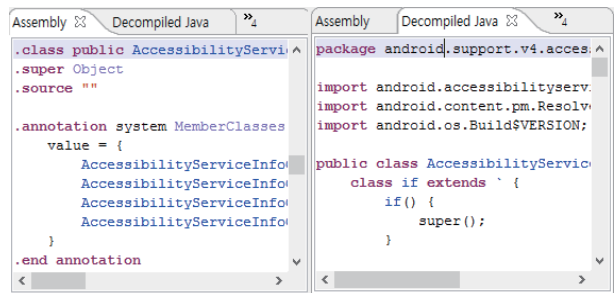 Assembly Decompiled Java »4
.class public AccessibilityServi
.super Object
.source ""
.annotation system MemberClasses
value = {
AccessibilityServiceInfo
AccessibilityServiceInfo
AccessibilityServiceInfo
AccessibilityServiceInfo
}
.end annotation
Assembly Decompiled Java »4
package android.support.v4.acces
import android.accessibilityserv
import android.content.pm.Resolv
import android.os.Build$VERSION;
public class AccessibilityServic
class if extends ` {
if() {
super();
}